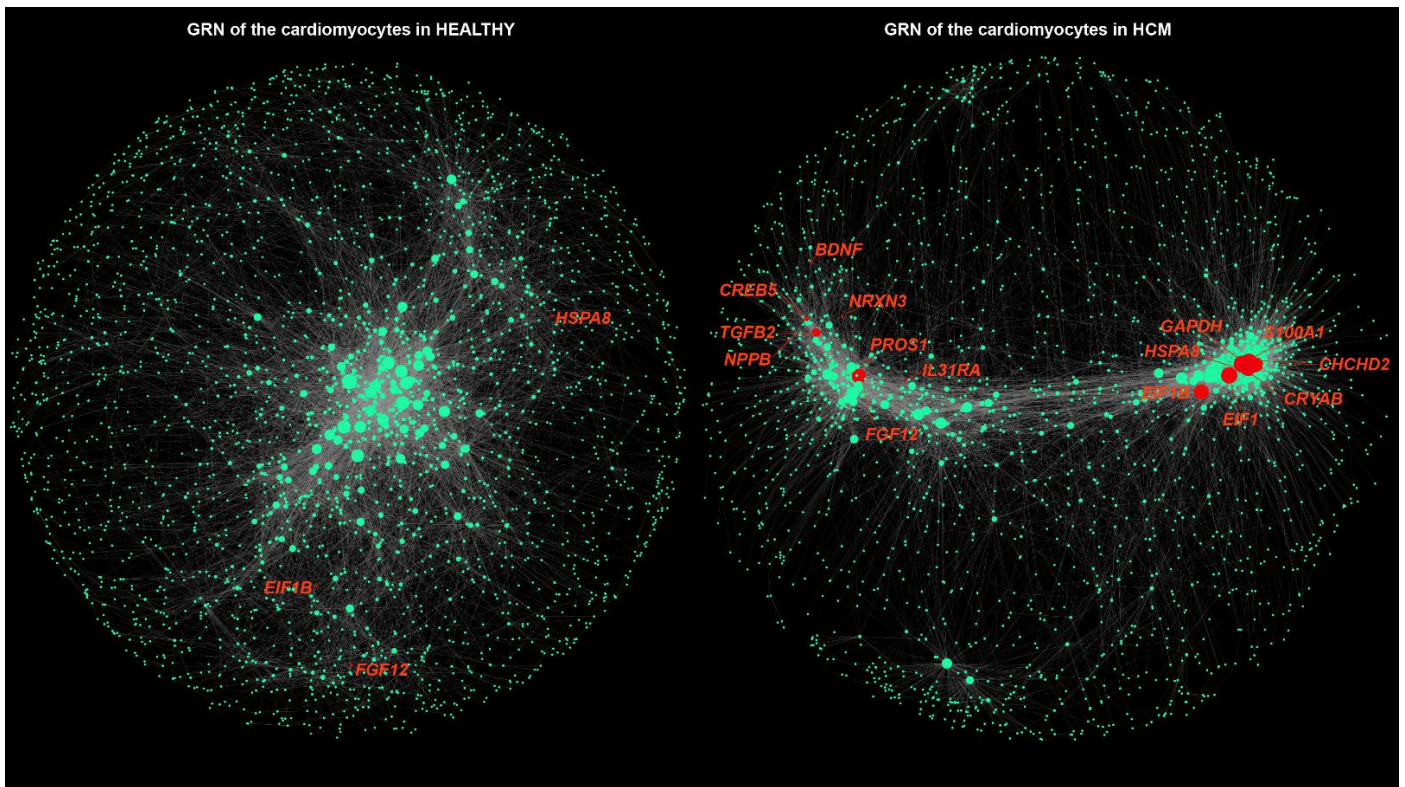 GRN of the cardiomyocytes in HEALTHY
HSPA8
EIF1B
FGF12
GRN of the cardiomyocytes in HCM
BDNF
CREB5
NRXN3
TGFB2
PROS1
NPPB
IL31RA
FGF12
GAPDH
S100A1
HSPA8
CHCHD2
EIF1B
CRYAB
EIF1